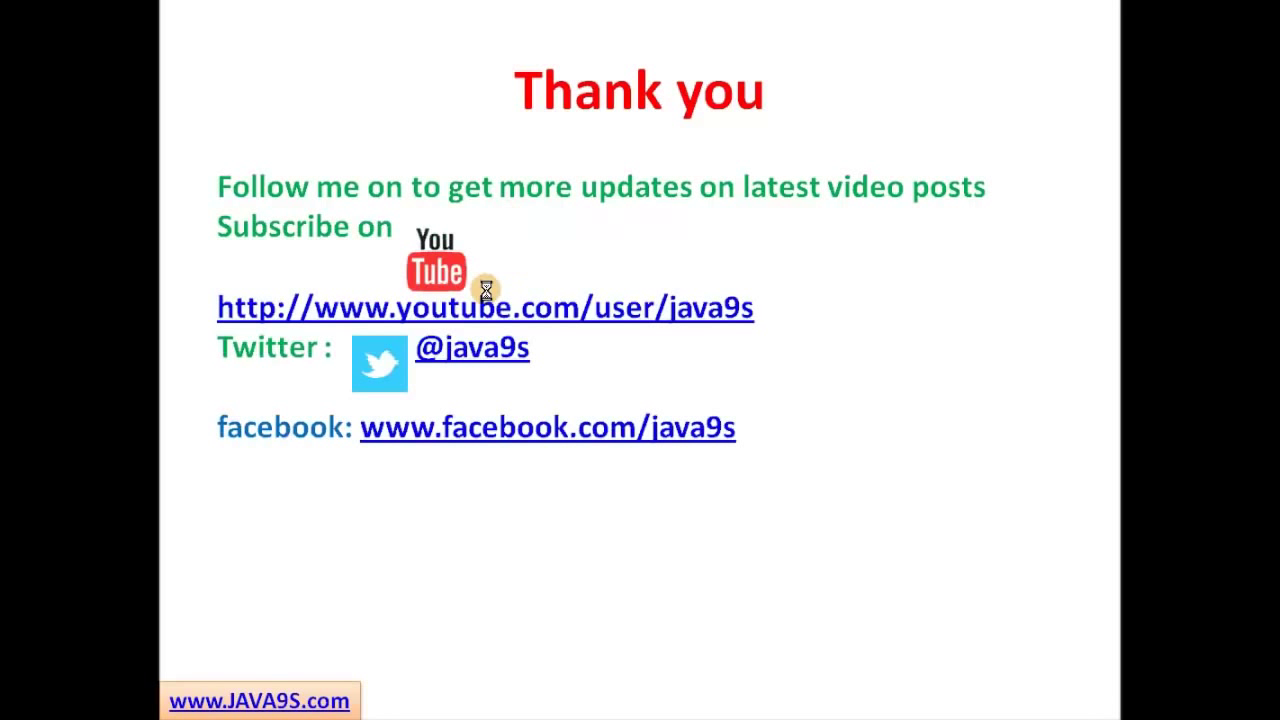 Thank you
Follow me on to get more updates on latest video posts
Subscribe on
You
Tube
http://www.youtube.com/user/java9s
Twitter : @java9s
facebook: www.facebook.com/java9s
www.JAVA9S.com